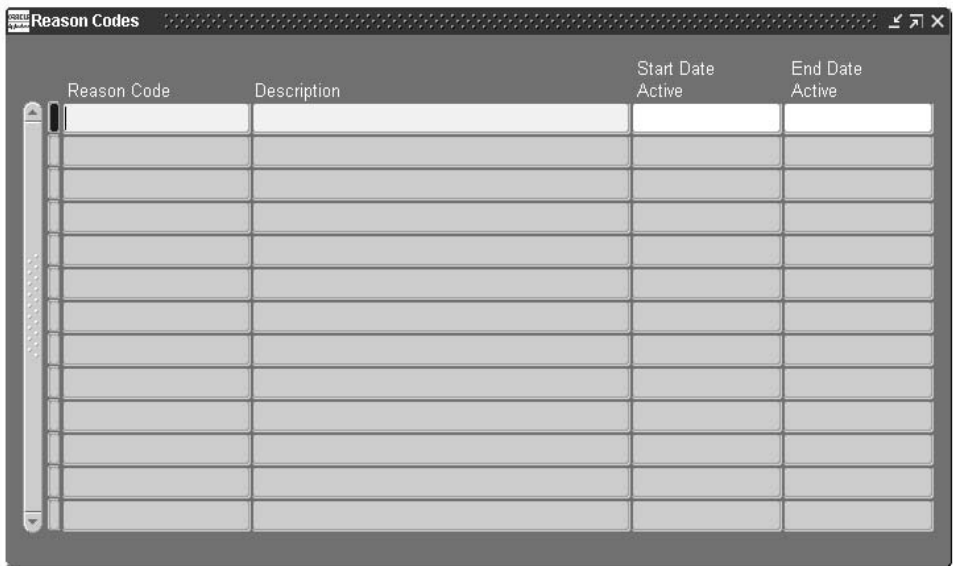 Reason Codes
Start Date End Date
Reason Code Description Active Active